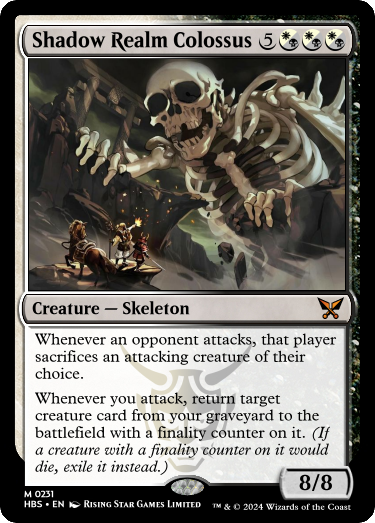 Shadow Realm Colossus 5
Creature — Skeleton
Whenever an opponent attacks, that player
sacrifices an attacking creature of their
choice.
Whenever you attack, return target
creature card from your graveyard to the
battlefield with a finality counter on it. (If
a creature with a finality counter on it would
die, exile it instead.)
8/8
M 0231
HBS • EN Rising Star Games Limited
™ & © 2024 Wizards of the Coast